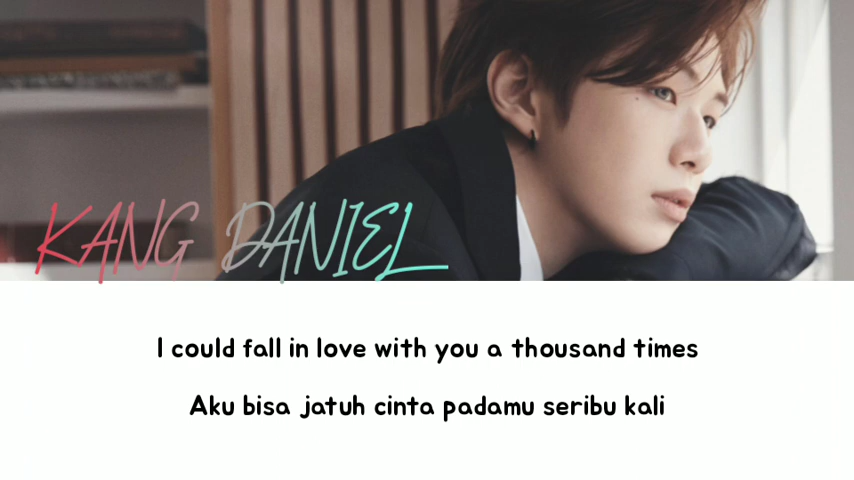 KANG DANIEL
I could fall in love with you a thousand times
Aku bisa jatuh cinta padamu seribu kali